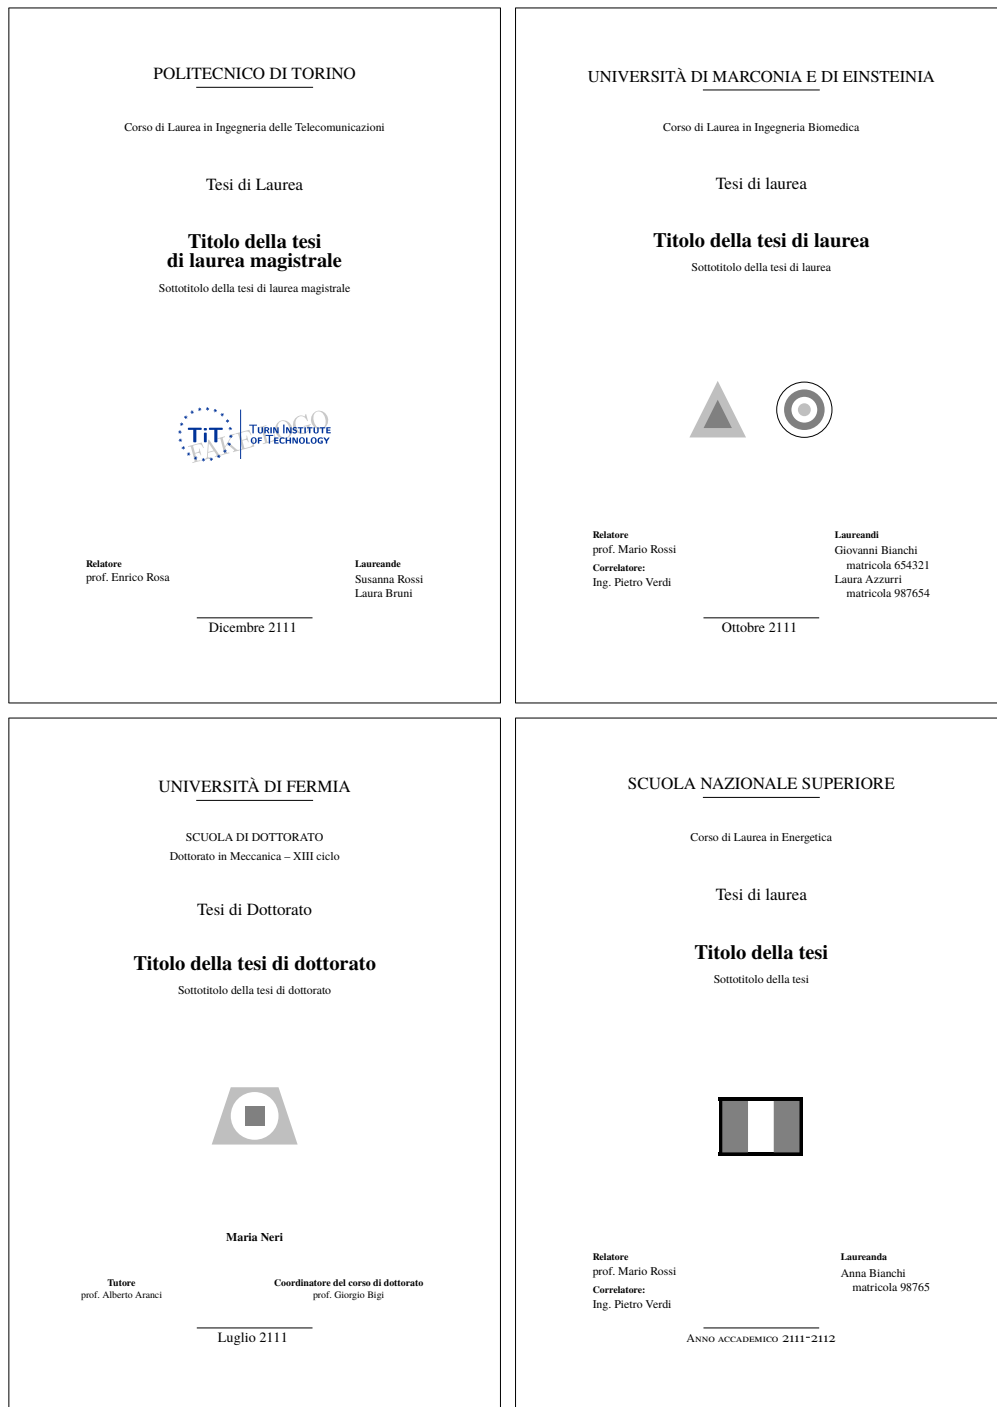 POLITECNICO DI TORINO
Corso di Laurea in Ingegneria delle Telecomunicazioni
Tesi di Laurea
Titolo della tesi
di laurea magistrale
Sottotitolo della tesi di laurea magistrale
FAKE LOGO
TiT
TURIN INSTITUTE
OF TECHNOLOGY
Relatore
prof. Enrico Rosa
Laureande
Susanna Rossi
Laura Bruni
Dicembre 2111
UNIVERSITÀ DI MARCONIA E DI EINSTEINIA
Corso di Laurea in Ingegneria Biomedica
Tesi di laurea
Titolo della tesi di laurea
Sottotitolo della tesi di laurea
Relatore
prof. Mario Rossi
Correlatore:
Ing. Pietro Verdi
Laureandi
Giovanni Bianchi
matricola 654321
Laura Azzurri
matricola 987654
Ottobre 2111
UNIVERSITÀ DI FERMIA
SCUOLA DI DOTTORATO
Dottorato in Meccanica – XIII ciclo
Tesi di Dottorato
Titolo della tesi di dottorato
Sottotitolo della tesi di dottorato
Maria Neri
Tutore
prof. Alberto Aranci
Coordinatore del corso di dottorato
prof. Giorgio Bigi
Luglio 2111
SCUOLA NAZIONALE SUPERIORE
Corso di Laurea in Energetica
Tesi di laurea
Titolo della tesi
Sottotitolo della tesi
Relatore
prof. Mario Rossi
Correlatore:
Ing. Pietro Verdi
Laureanda
Anna Bianchi
matricola 98765
ANNO ACCADEMICO 2111-2112